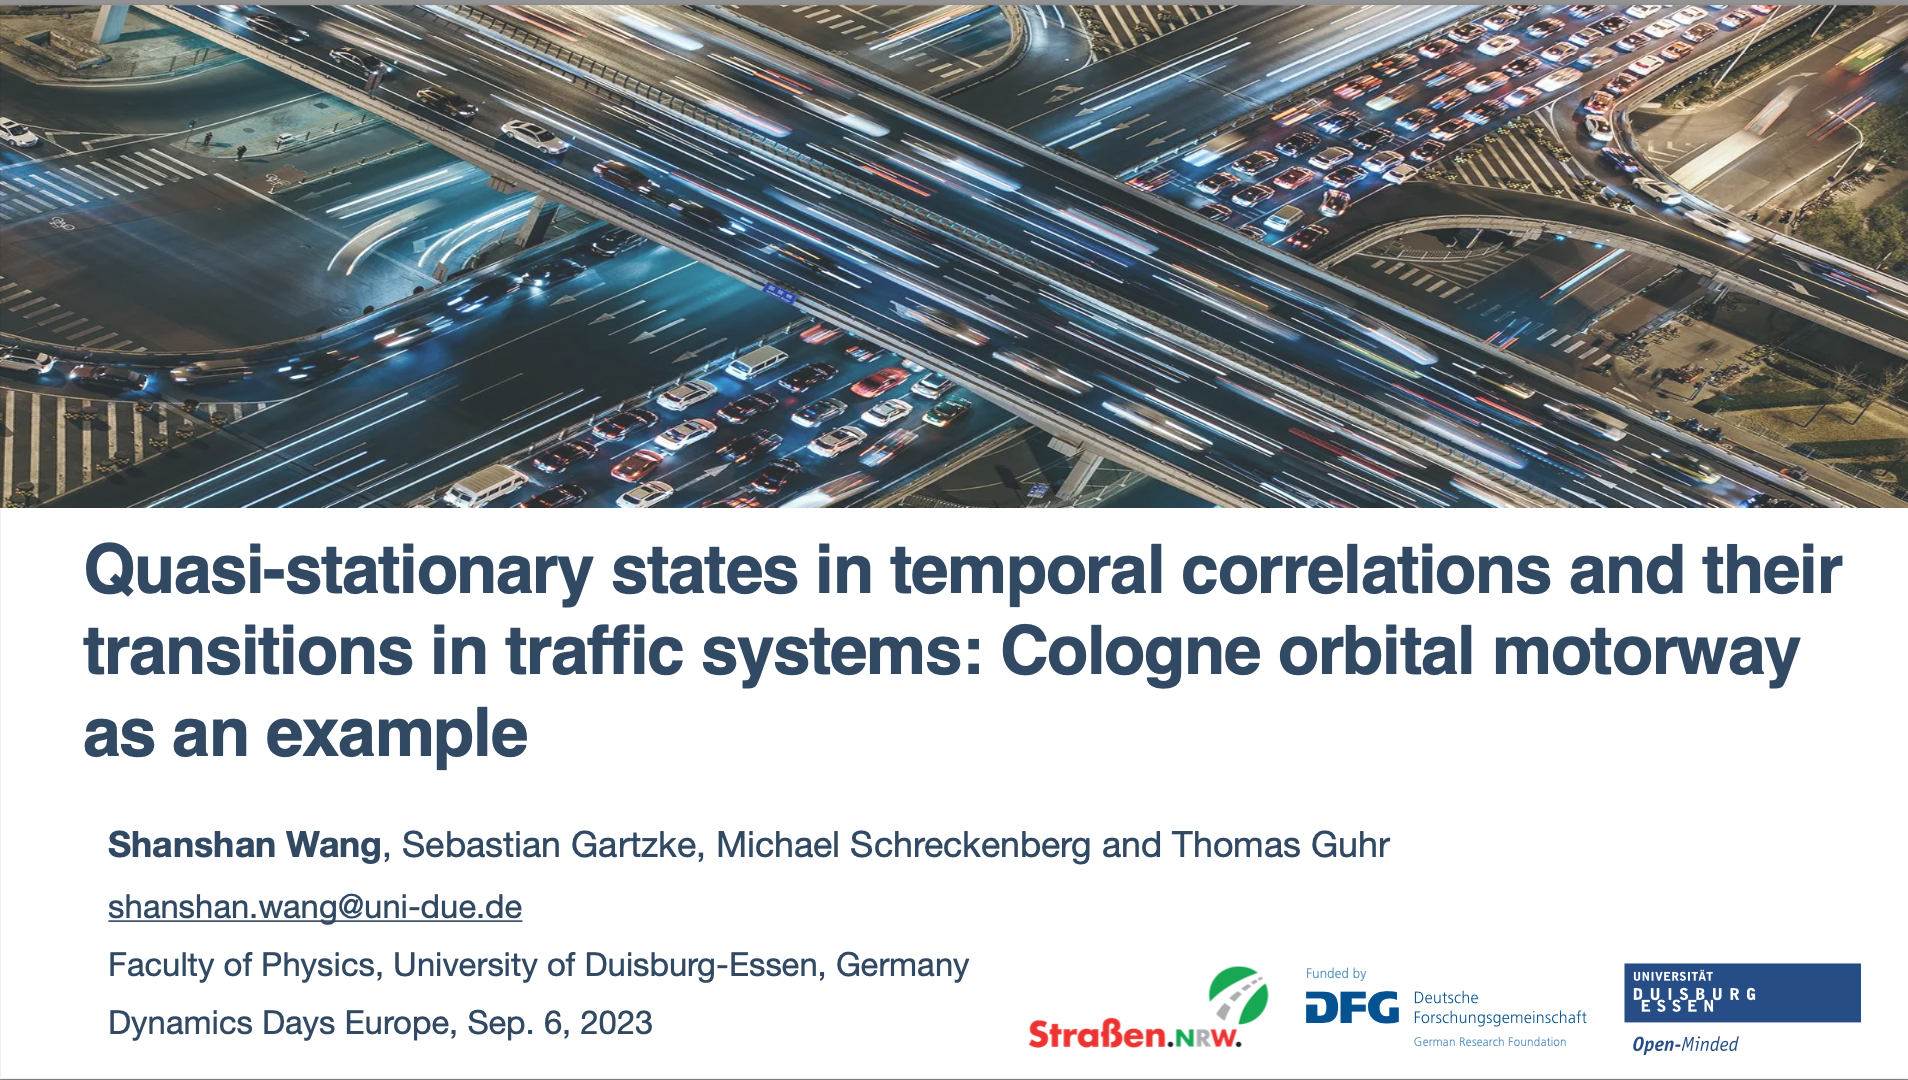 Quasi-stationary states in temporal correlations and their
transitions in traffic systems: Cologne orbital motorway
as an example
Shanshan Wang, Sebastian Gartzke, Michael Schreckenberg and Thomas Guhr
shanshan.wang@uni-due.de
Faculty of Physics, University of Duisburg-Essen, Germany
Dynamics Days Europe, Sep. 6, 2023
Straßen.NRW.
Funded by
DFG
Deutsche
Forschungsgemeinschaft
German Research Foundation
UNIVERSITÄT
DUISBURG
ESSEN
Open-Minded